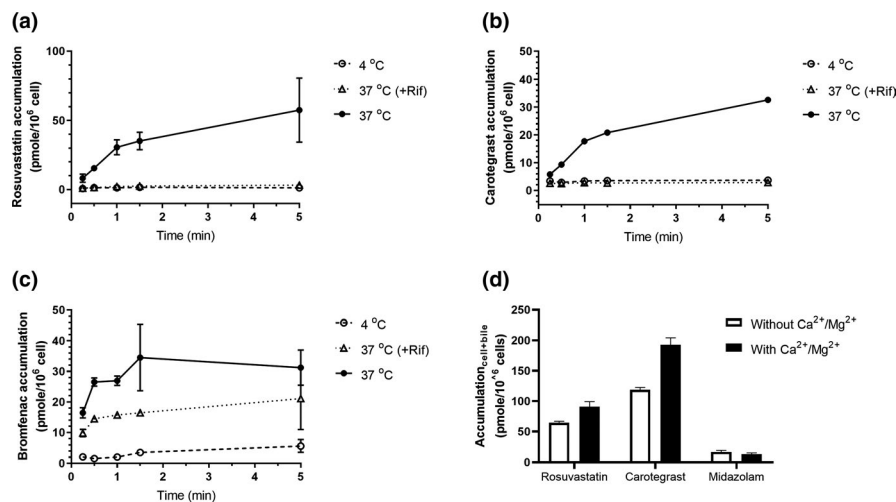 (a)
Rosuvastatin accumulation
(pmole/10⁶ cell)
100
50
0
0 1 2 3 4 5
Time (min)
4 °C
37 °C (+Rif)
37 °C
(b)
Carotegrast accumulation
(pmole/10⁶ cell)
50
40
30
20
10
0
0 1 2 3 4 5
Time (min)
4 °C
37 °C (+Rif)
37 °C
(c)
Bromfenac accumulation
(pmole/10⁶ cell)
50
40
30
20
10
0
0 1 2 3 4 5
Time (min)
4 °C
37 °C (+Rif)
37 °C
(d)
Accumulation cell+bile
(pmole/10^6 cells)
250
200
150
100
50
0
Rosuvastatin Carotegrast Midazolam
Without Ca²⁺/Mg²⁺
With Ca²⁺/Mg²⁺